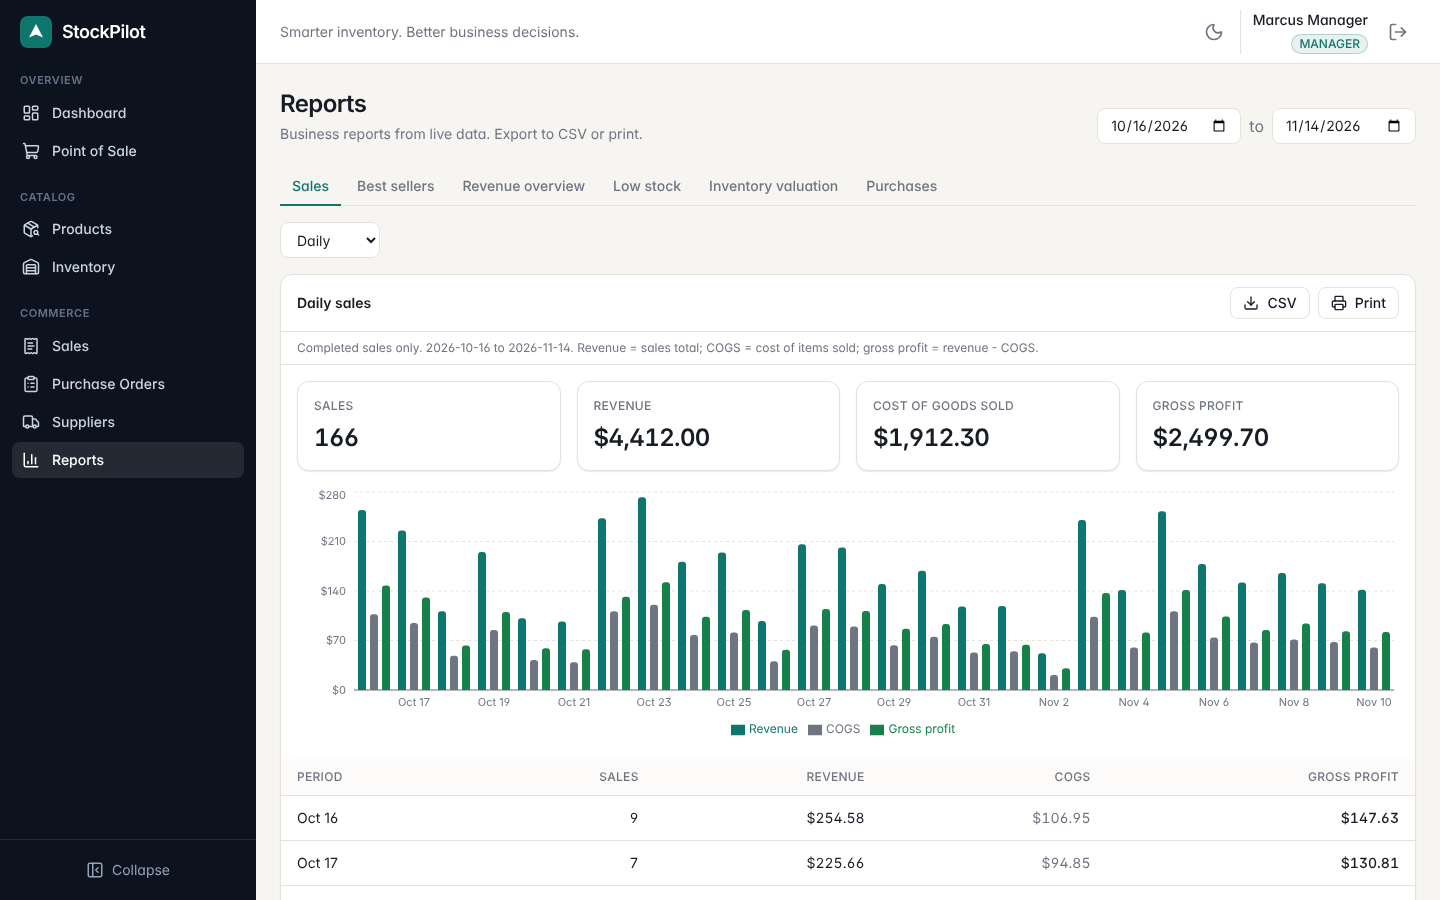 StockPilot
OVERVIEW
Dashboard
Point of Sale
CATALOG
Products
Inventory
COMMERCE
Sales
Purchase Orders
Suppliers
Reports
Collapse
Smarter inventory. Better business decisions.
Marcus Manager
MANAGER
Reports
Business reports from live data. Export to CSV or print.
10/16/2026 to 11/14/2026
Sales Best sellers Revenue overview Low stock Inventory valuation Purchases
Daily
Daily sales
CSV Print
Completed sales only. 2026-10-16 to 2026-11-14. Revenue = sales total; COGS = cost of items sold; gross profit = revenue - COGS.
SALES REVENUE COST OF GOODS SOLD GROSS PROFIT
166 $4,412.00 $1,912.30 $2,499.70
$280
$210
$140
$70
$0
Oct 17 Oct 19 Oct 21 Oct 23 Oct 25 Oct 27 Oct 29 Oct 31 Nov 2 Nov 4 Nov 6 Nov 8 Nov 10
Revenue COGS Gross profit
PERIOD SALES REVENUE COGS GROSS PROFIT
Oct 16 9 $254.58 $106.95 $147.63
Oct 17 7 $225.66 $94.85 $130.81